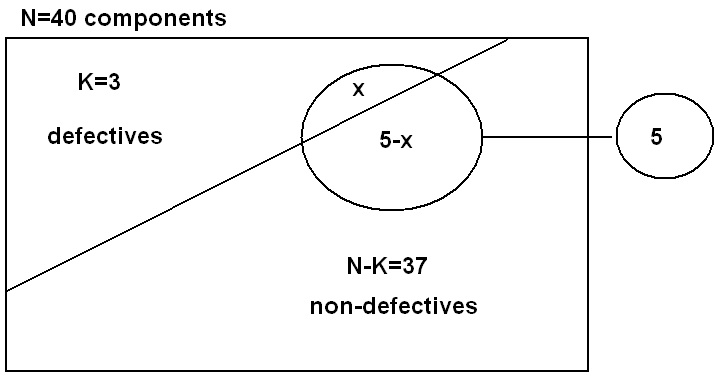 N=40 components
K=3
x
defectives
5-x
5
N-K=37
non-defectives